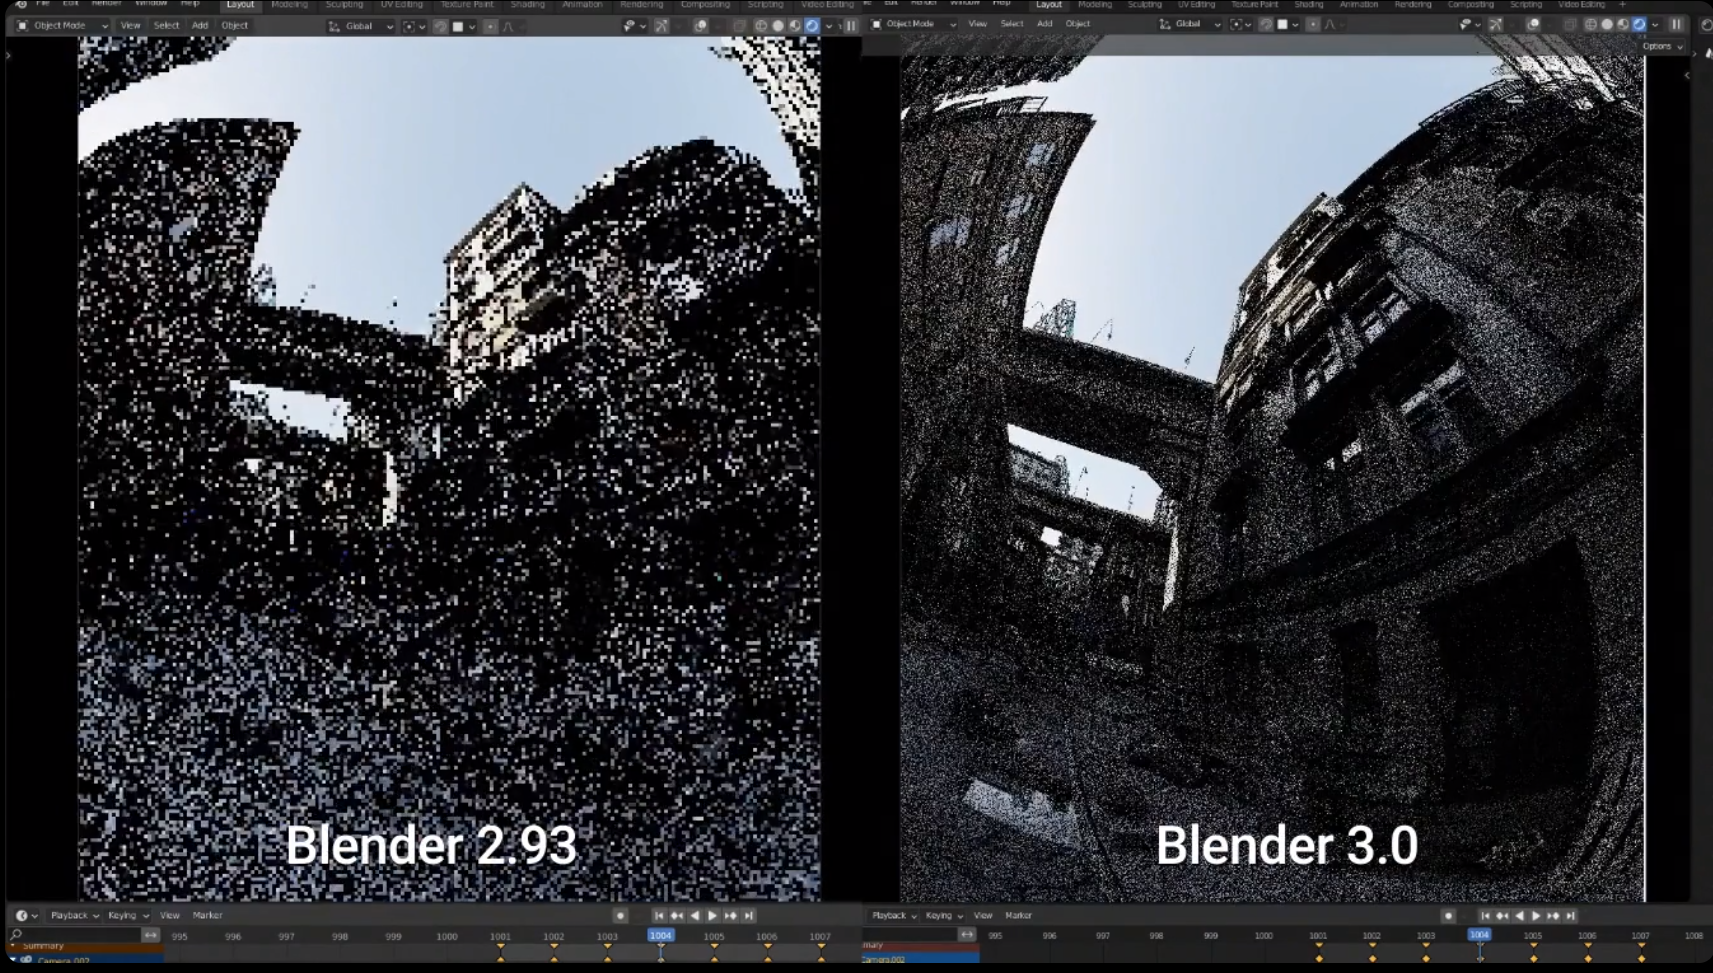 File Edit Render Window Help Layout Modeling Sculpting UV Editing Texture Paint Shading Animation Rendering Compositing Scripting Video Editing
Object Mode View Select Add Object Global
Edit Render Window Help Layout Modeling Sculpting UV Editing Texture Paint Shading Animation Rendering Compositing Scripting Video Editing +
Object Mode View Select Add Object Global
Options
Blender 2.93
Blender 3.0
Playback Keying View Marker
995 996 997 998 999 1000 1001 1002 1003 1004 1005 1006 1007
Summary
Camera.002
Playback Keying View Marker
995 996 997 998 999 1000 1001 1002 1003 1004 1005 1006 1007 1008
mary
Camera.002